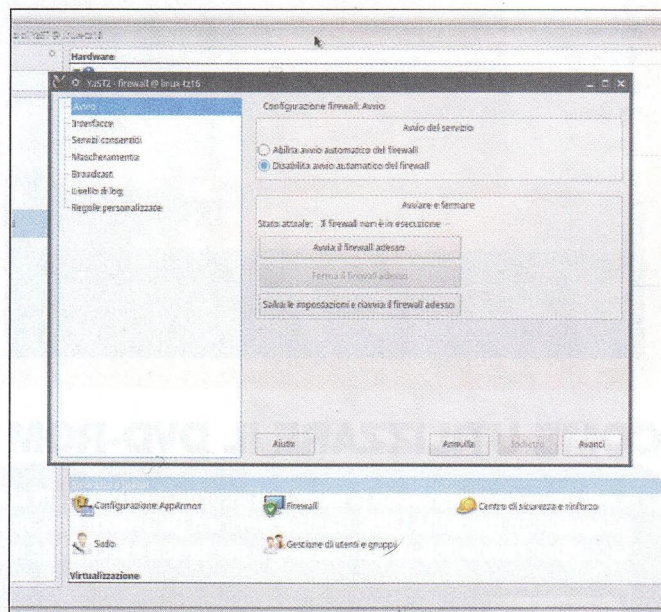 YaST @ linux-tz16
Hardware
YaST2 - firewall @ linux-tz16
Avvio
Interfacce
Servizi consentiti
Mascheramento
Broadcast
Livello di log
Regole personalizzate
Configurazione firewall: Avvio
Avvio del servizio
Abilita avvio automatico del firewall
Disabilita avvio automatico del firewall
Avviare e fermare
Stato attuale: Il firewall non è in esecuzione
Avvia il firewall adesso
Ferma il firewall adesso
Salva le impostazioni e riavvia il firewall adesso
Aiuto
Annulla
Indietro
Avanti
Configurazione AppArmor
Firewall
Centro di sicurezza e rinforzo
Sudo
Gestione di utenti e gruppi
Virtualizzazione